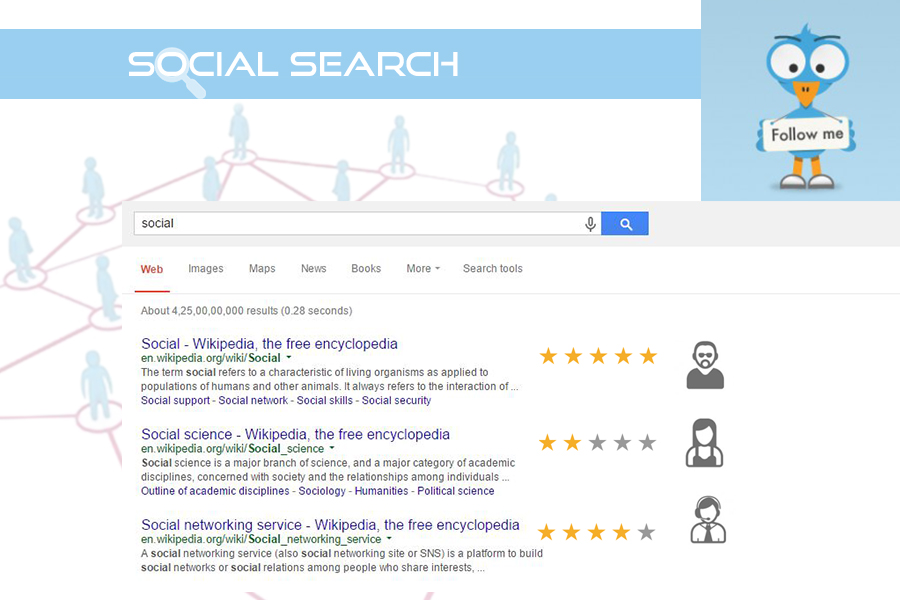 SOCIAL SEARCH
Follow me
social
Web Images Maps News Books More Search tools
About 4,25,00,00,000 results (0.28 seconds)
Social - Wikipedia, the free encyclopedia
en.wikipedia.org/wiki/Social
The term social refers to a characteristic of living organisms as applied to
populations of humans and other animals. It always refers to the interaction of ...
Social support - Social network - Social skills - Social security
Social science - Wikipedia, the free encyclopedia
en.wikipedia.org/wiki/Social_science
Social science is a major branch of science, and a major category of academic
disciplines, concerned with society and the relationships among individuals ...
Outline of academic disciplines - Sociology - Humanities - Political science
Social networking service - Wikipedia, the free encyclopedia
en.wikipedia.org/wiki/Social_networking_service
A social networking service (also social networking site or SNS) is a platform to build
social networks or social relations among people who share interests, ...